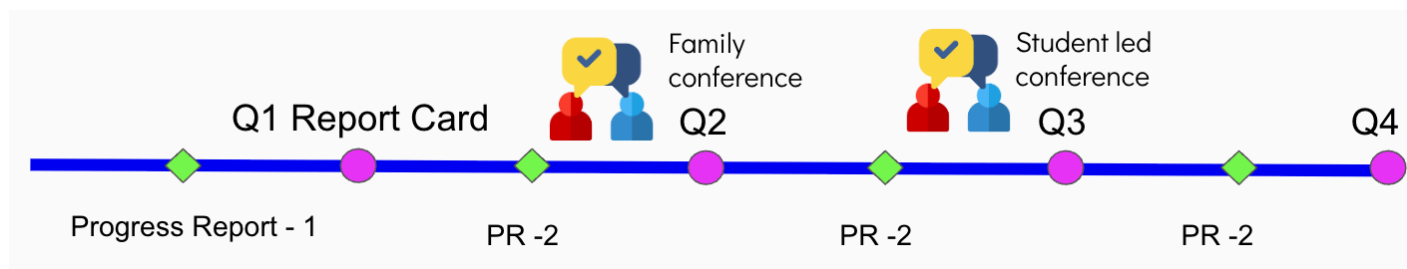 Family
conference
Student led
conference
Q1 Report Card
Q2
Q3
Q4
Progress Report - 1
PR -2
PR -2
PR -2